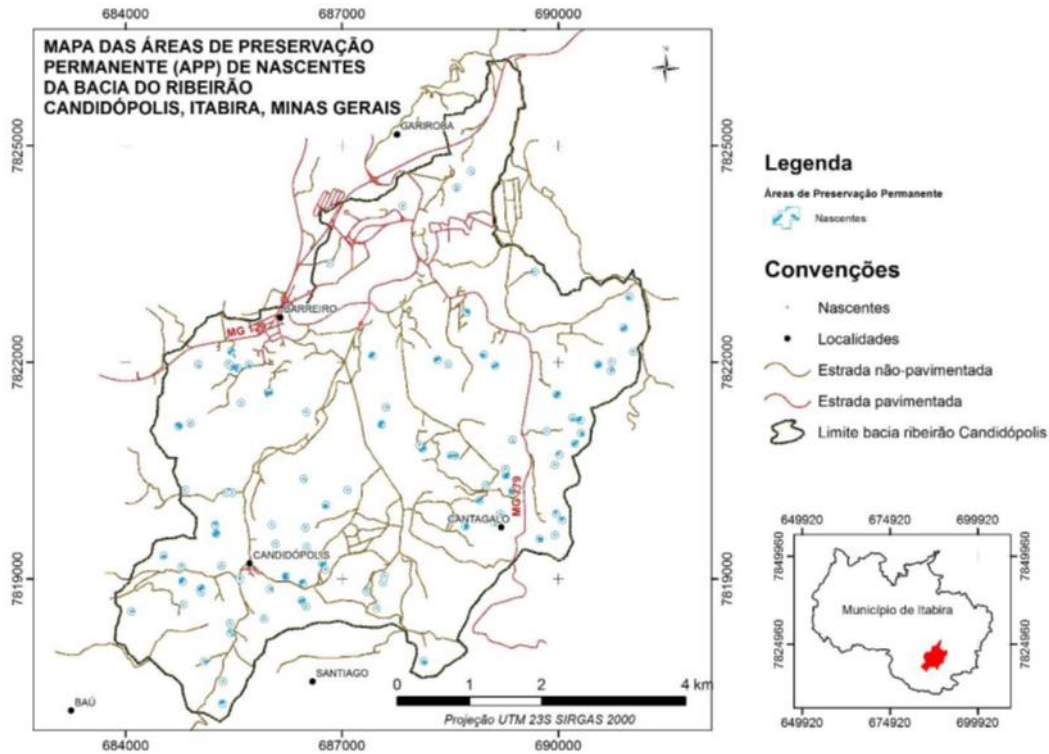 684000
687000
690000
MAPA DAS ÁREAS DE PRESERVAÇÃO
PERMANENTE (APP) DE NASCENTES
DA BACIA DO RIBEIRÃO
CANDIDÓPOLIS, ITABIRA, MINAS GERAIS
GARIROBA
7825000
7825000
BARREIRO
MG 129
7822000
7822000
MG 779
CANTAGALO
CANDIDÓPOLIS
7819000
7819000
SANTIAGO
BAÚ
0 1 2 4 km
Projeção UTM 23S SIRGAS 2000
684000
687000
690000
Legenda
Áreas de Preservação Permanente
Nascentes
Convenções
Nascentes
Localidades
Estrada não-pavimentada
Estrada pavimentada
Limite bacia ribeirão Candidópolis
649920
674920
699920
7849960
7849960
Município de Itabira
7824960
7824960
649920
674920
699920